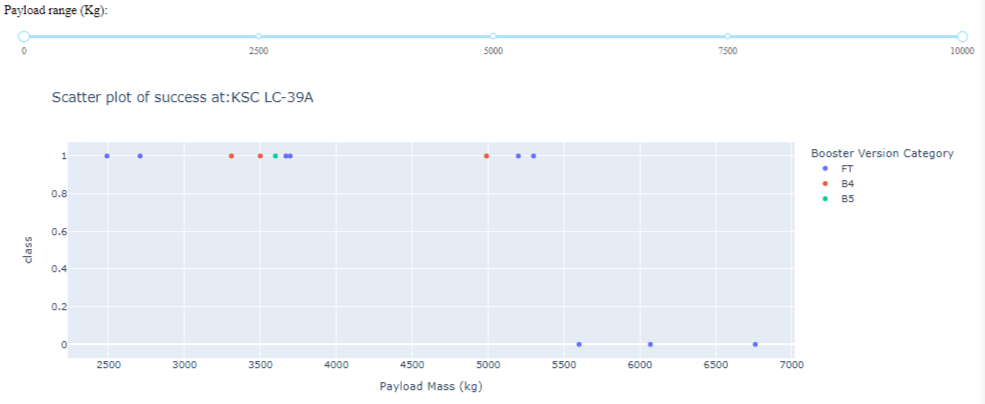 Payload range (Kg):
0 2500 5000 7500 10000
Scatter plot of success at:KSC LC-39A
Booster Version Category
FT
B4
B5
1
0.8
0.6
0.4
0.2
0
class
2500 3000 3500 4000 4500 5000 5500 6000 6500 7000
Payload Mass (kg)